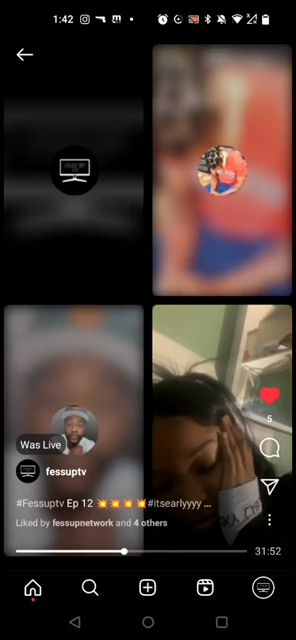 1:42
Was Live
fessuptv
#Fessuptv Ep 12 💥💥💥💥#itsearlyyyy ...
Liked by fessupnetwork and 4 others
5
31:52